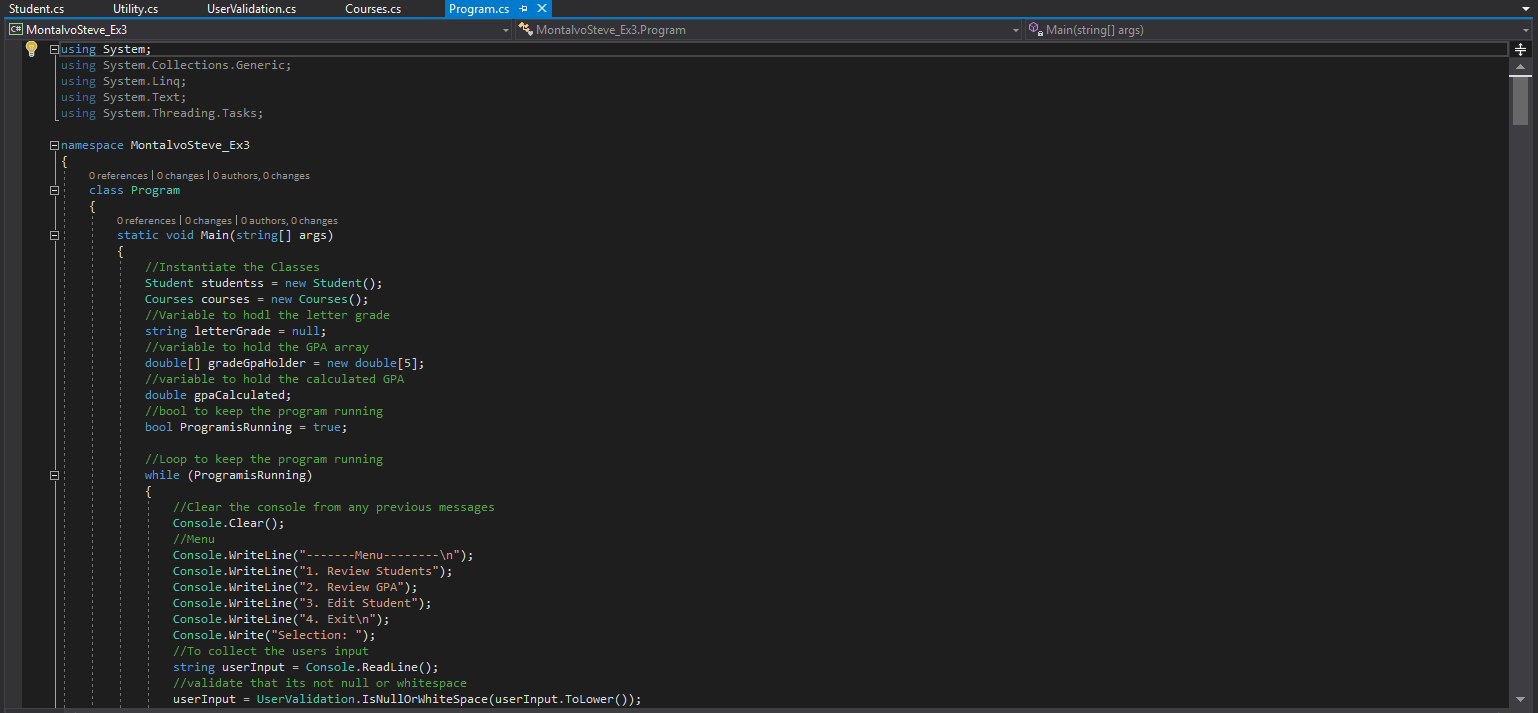 Student.cs Utility.cs UserValidation.cs Courses.cs Program.cs
C# MontalvoSteve_Ex3 MontalvoSteve_Ex3.Program Main(string[] args)
using System;
using System.Collections.Generic;
using System.Linq;
using System.Text;
using System.Threading.Tasks;
namespace MontalvoSteve_Ex3
{
0 references | 0 changes | 0 authors, 0 changes
class Program
{
0 references | 0 changes | 0 authors, 0 changes
static void Main(string[] args)
{
//Instantiate the Classes
Student studentss = new Student();
Courses courses = new Courses();
//Variable to hodl the letter grade
string letterGrade = null;
//variable to hold the GPA array
double[] gradeGpaHolder = new double[5];
//variable to hold the calculated GPA
double gpaCalculated;
//bool to keep the program running
bool ProgramisRunning = true;
//Loop to keep the program running
while (ProgramisRunning)
{
//Clear the console from any previous messages
Console.Clear();
//Menu
Console.WriteLine("-------Menu--------\n");
Console.WriteLine("1. Review Students");
Console.WriteLine("2. Review GPA");
Console.WriteLine("3. Edit Student");
Console.WriteLine("4. Exit\n");
Console.Write("Selection: ");
//To collect the users input
string userInput = Console.ReadLine();
//validate that its not null or whitespace
userInput = UserValidation.IsNullOrWhiteSpace(userInput.ToLower());